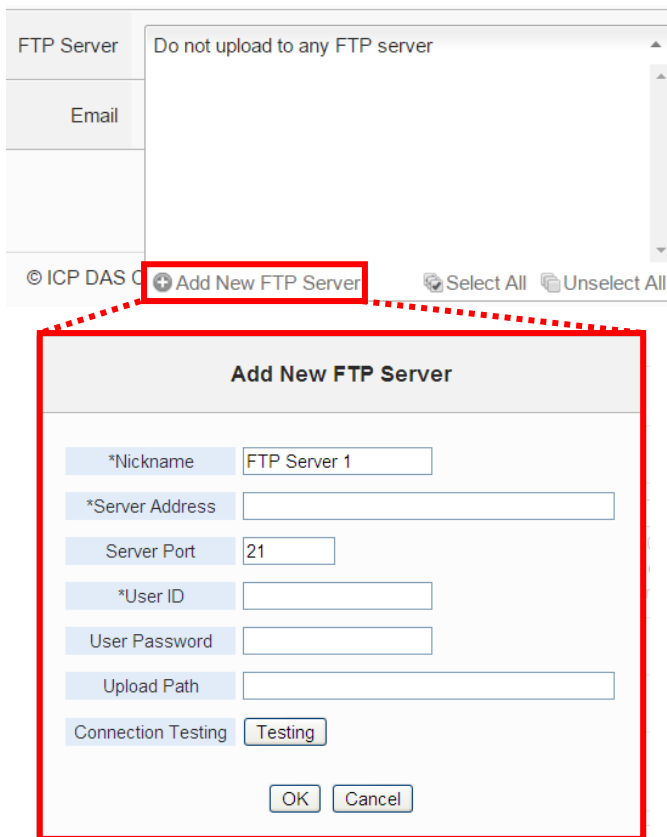 FTP Server
Do not upload to any FTP server
Email
© ICP DAS
Add New FTP Server
Select All
Unselect All
Add New FTP Server
*Nickname
FTP Server 1
*Server Address
Server Port
21
*User ID
User Password
Upload Path
Connection Testing
Testing
OK
Cancel